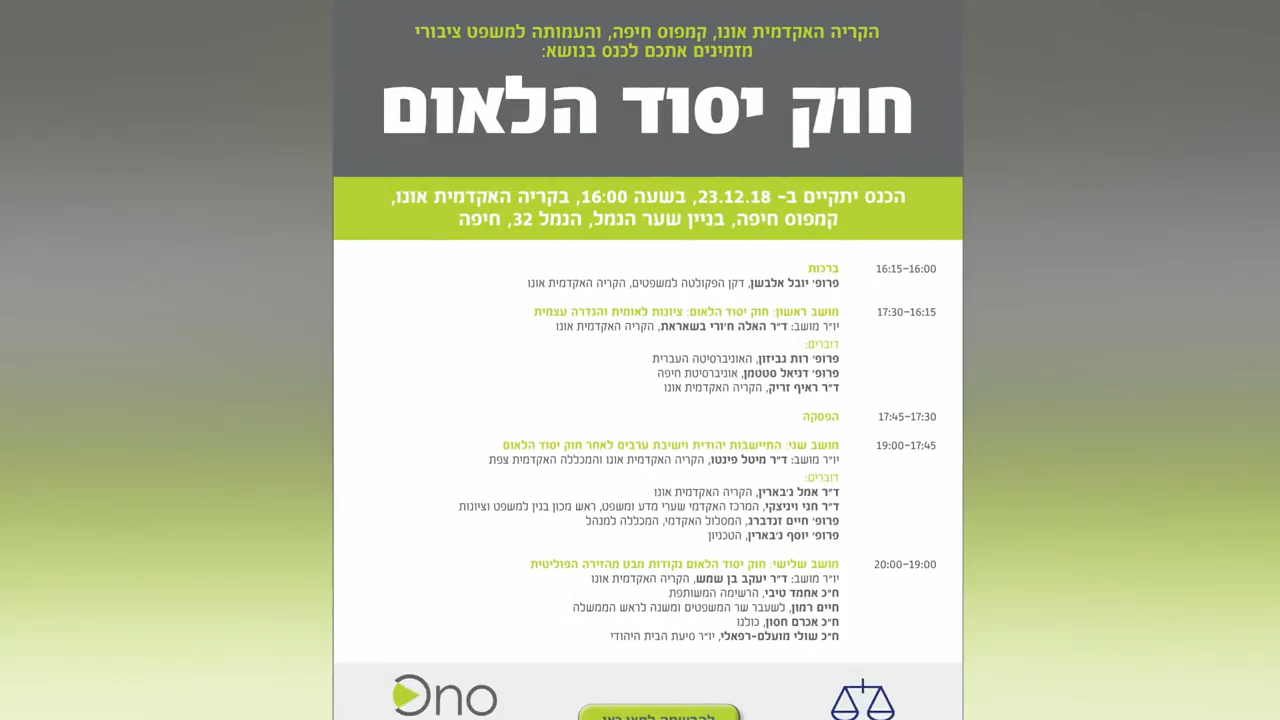 הקריה האקדמית אונו, קמפוס חיפה, והעמותה למשפט ציבורי
מזמינים אתכם לכנס בנושא:
חוק יסוד הלאום
הכנס יתקיים ב- 23.12.18, בשעה 16:00, בקריה האקדמית אונו,
קמפוס חיפה, בניין שער הנמל, הנמל 32, חיפה
16:15-16:00 ברכות
פרופ' יובל אלבשן, דקן הפקולטה למשפטים, הקריה האקדמית אונו
17:30-16:15 מושב ראשון: חוק יסוד הלאום: ציונות לאומית והגדרה עצמית
יו"ר מושב: ד"ר האלה ח'ורי בשאראת, הקריה האקדמית אונו
דוברים:
פרופ' רות גביזון, האוניברסיטה העברית
פרופ' דניאל סטטמן, אוניברסיטת חיפה
ד"ר ראיף זריק, הקריה האקדמית אונו
17:45-17:30 הפסקה
19:00-17:45 מושב שני: התיישבות יהודית וישיבת ערבים לאחר חוק יסוד הלאום
יו"ר מושב: ד"ר מיטל פינטו, הקריה האקדמית אונו והמכללה האקדמית צפת
דוברים:
ד"ר אמל ג'בארין, הקריה האקדמית אונו
ד"ר חגי ויניצקי, המרכז האקדמי שערי מדע ומשפט, ראש מכון בגין למשפט וציונות
פרופ' חיים זנדברג, המסלול האקדמי, המכללה למנהל
פרופ' יוסף ג'בארין, הטכניון
20:00-19:00 מושב שלישי: חוק יסוד הלאום נקודות מבט מהזירה הפוליטית
יו"ר מושב: ד"ר יעקב בן שמש, הקריה האקדמית אונו
ח"כ אחמד טיבי, הרשימה המשותפת
חיים רמון, לשעבר שר המשפטים ומשנה לראש הממשלה
ח"כ אכרם חסון, כולנו
ח"כ שולי מועלם-רפאלי, יו"ר סיעת הבית היהודי
Ono
להרשמה לחצו כאן